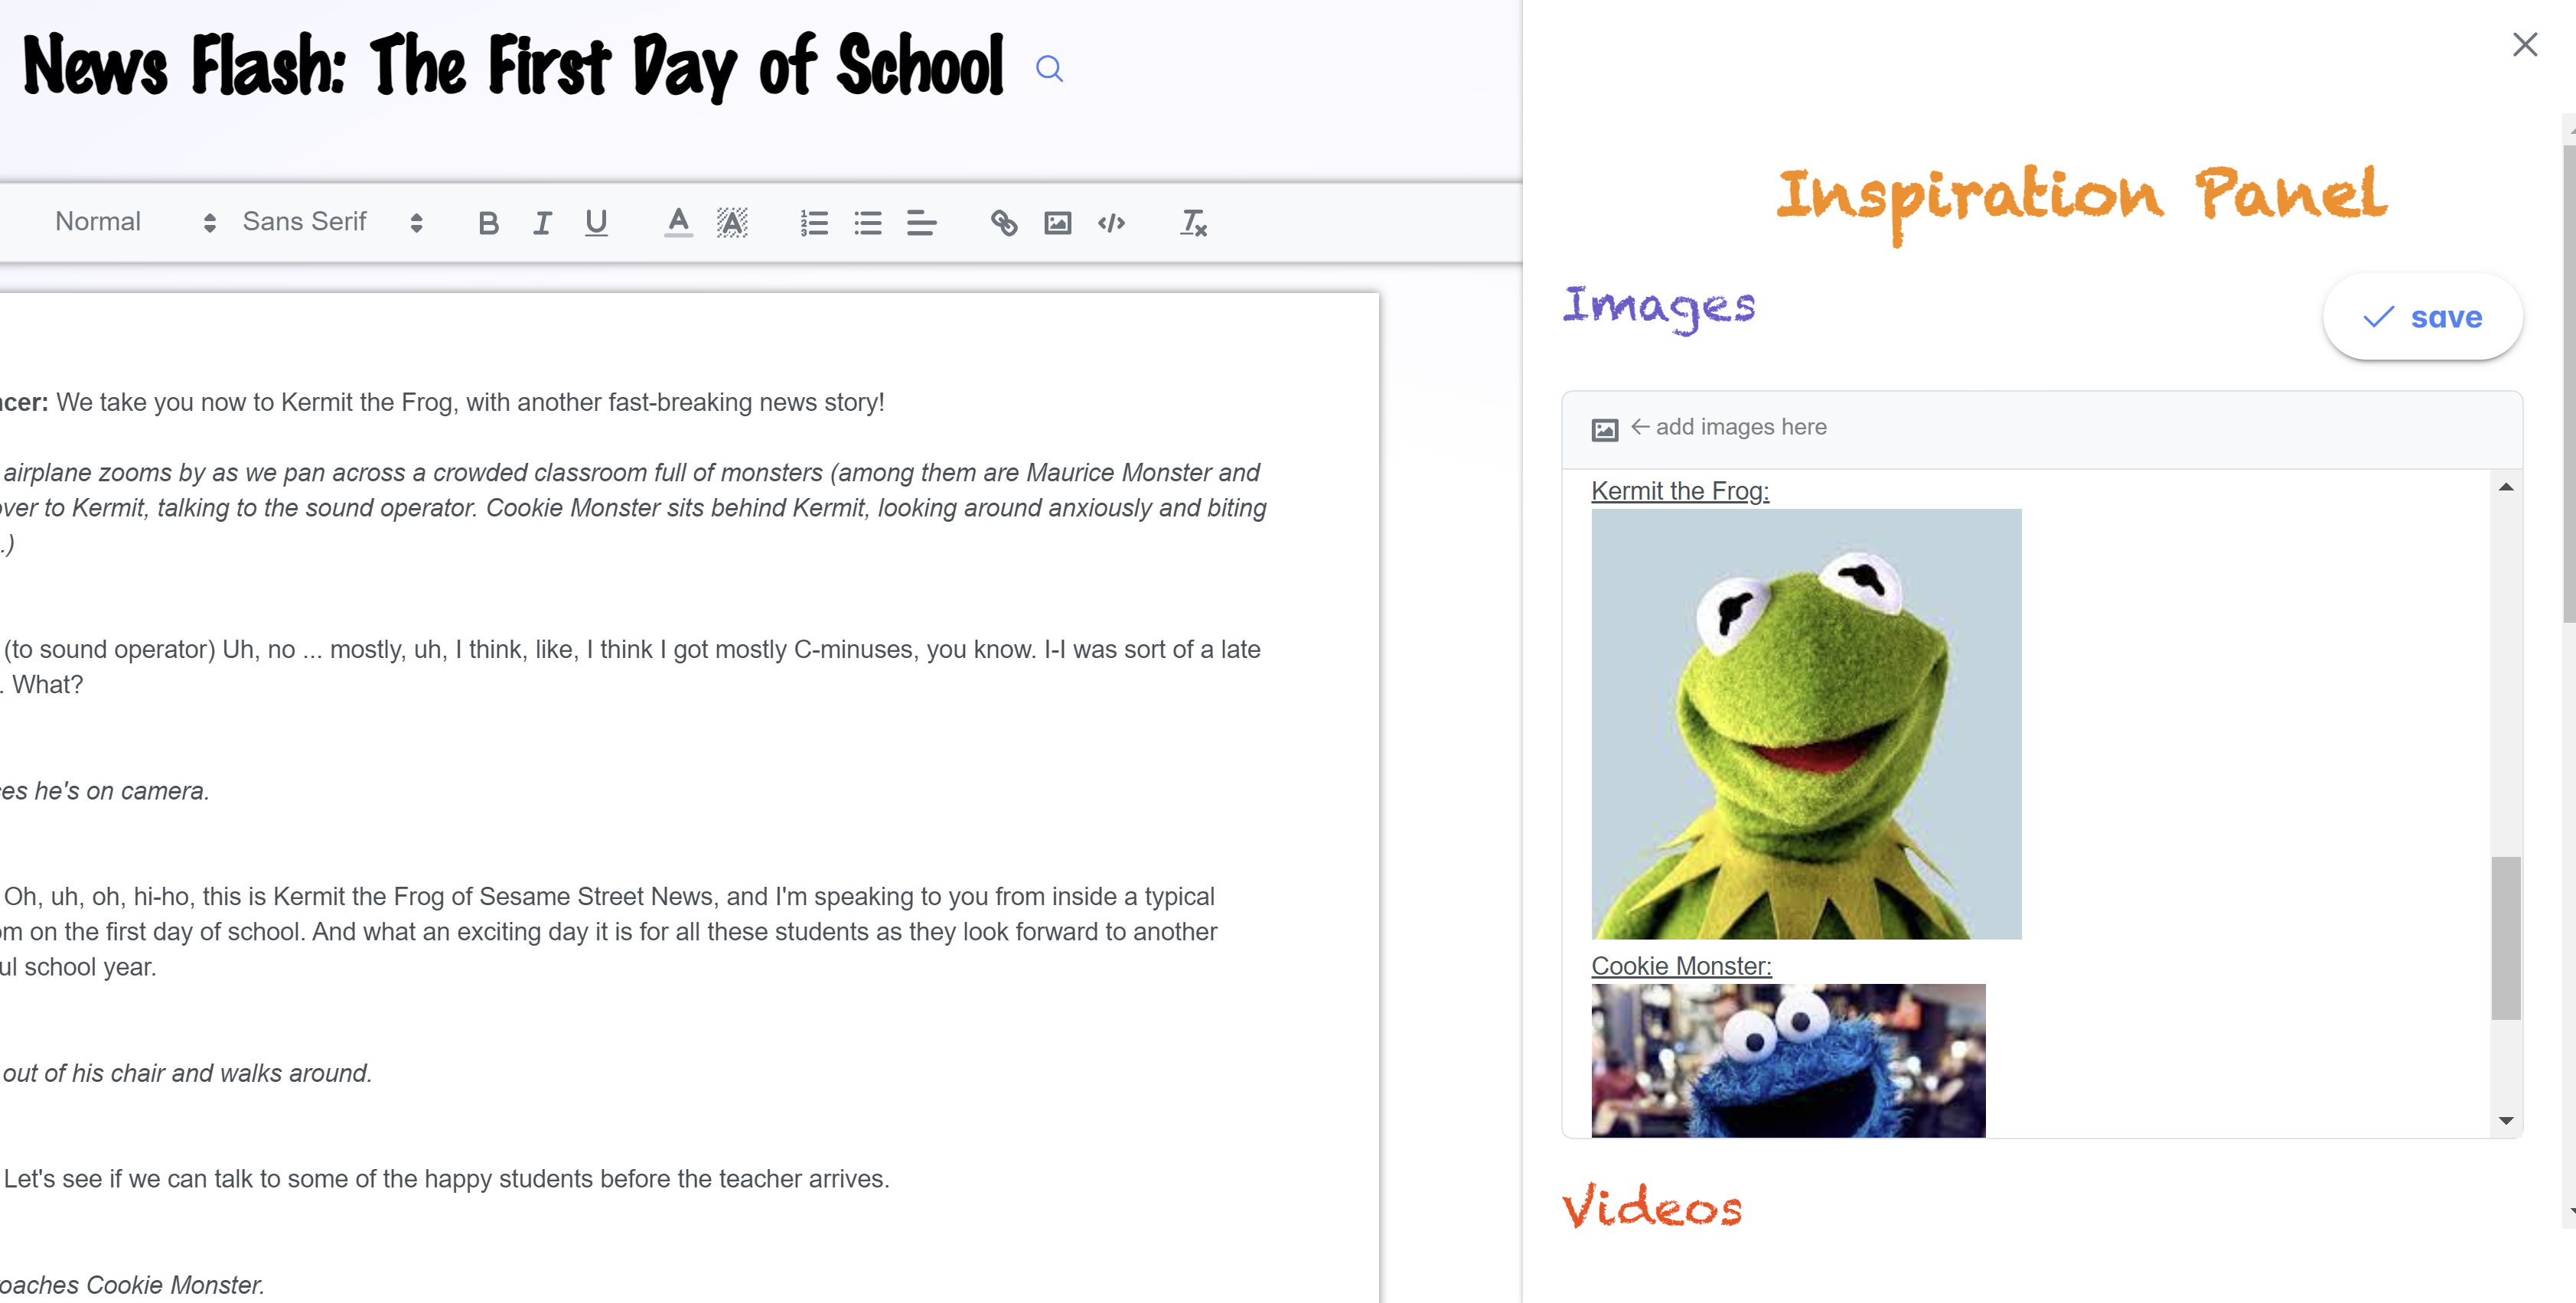 News Flash: The First Day of School
Normal Sans Serif B I U A A
cer: We take you now to Kermit the Frog, with another fast-breaking news story!
airplane zooms by as we pan across a crowded classroom full of monsters (among them are Maurice Monster and
ver to Kermit, talking to the sound operator. Cookie Monster sits behind Kermit, looking around anxiously and biting
.)
(to sound operator) Uh, no ... mostly, uh, I think, like, I think I got mostly C-minuses, you know. I-I was sort of a late
. What?
es he's on camera.
Oh, uh, oh, hi-ho, this is Kermit the Frog of Sesame Street News, and I'm speaking to you from inside a typical
m on the first day of school. And what an exciting day it is for all these students as they look forward to another
ul school year.
out of his chair and walks around.
Let's see if we can talk to some of the happy students before the teacher arrives.
oaches Cookie Monster.
Inspiration Panel
Images
save
← add images here
Kermit the Frog:
Cookie Monster:
Videos